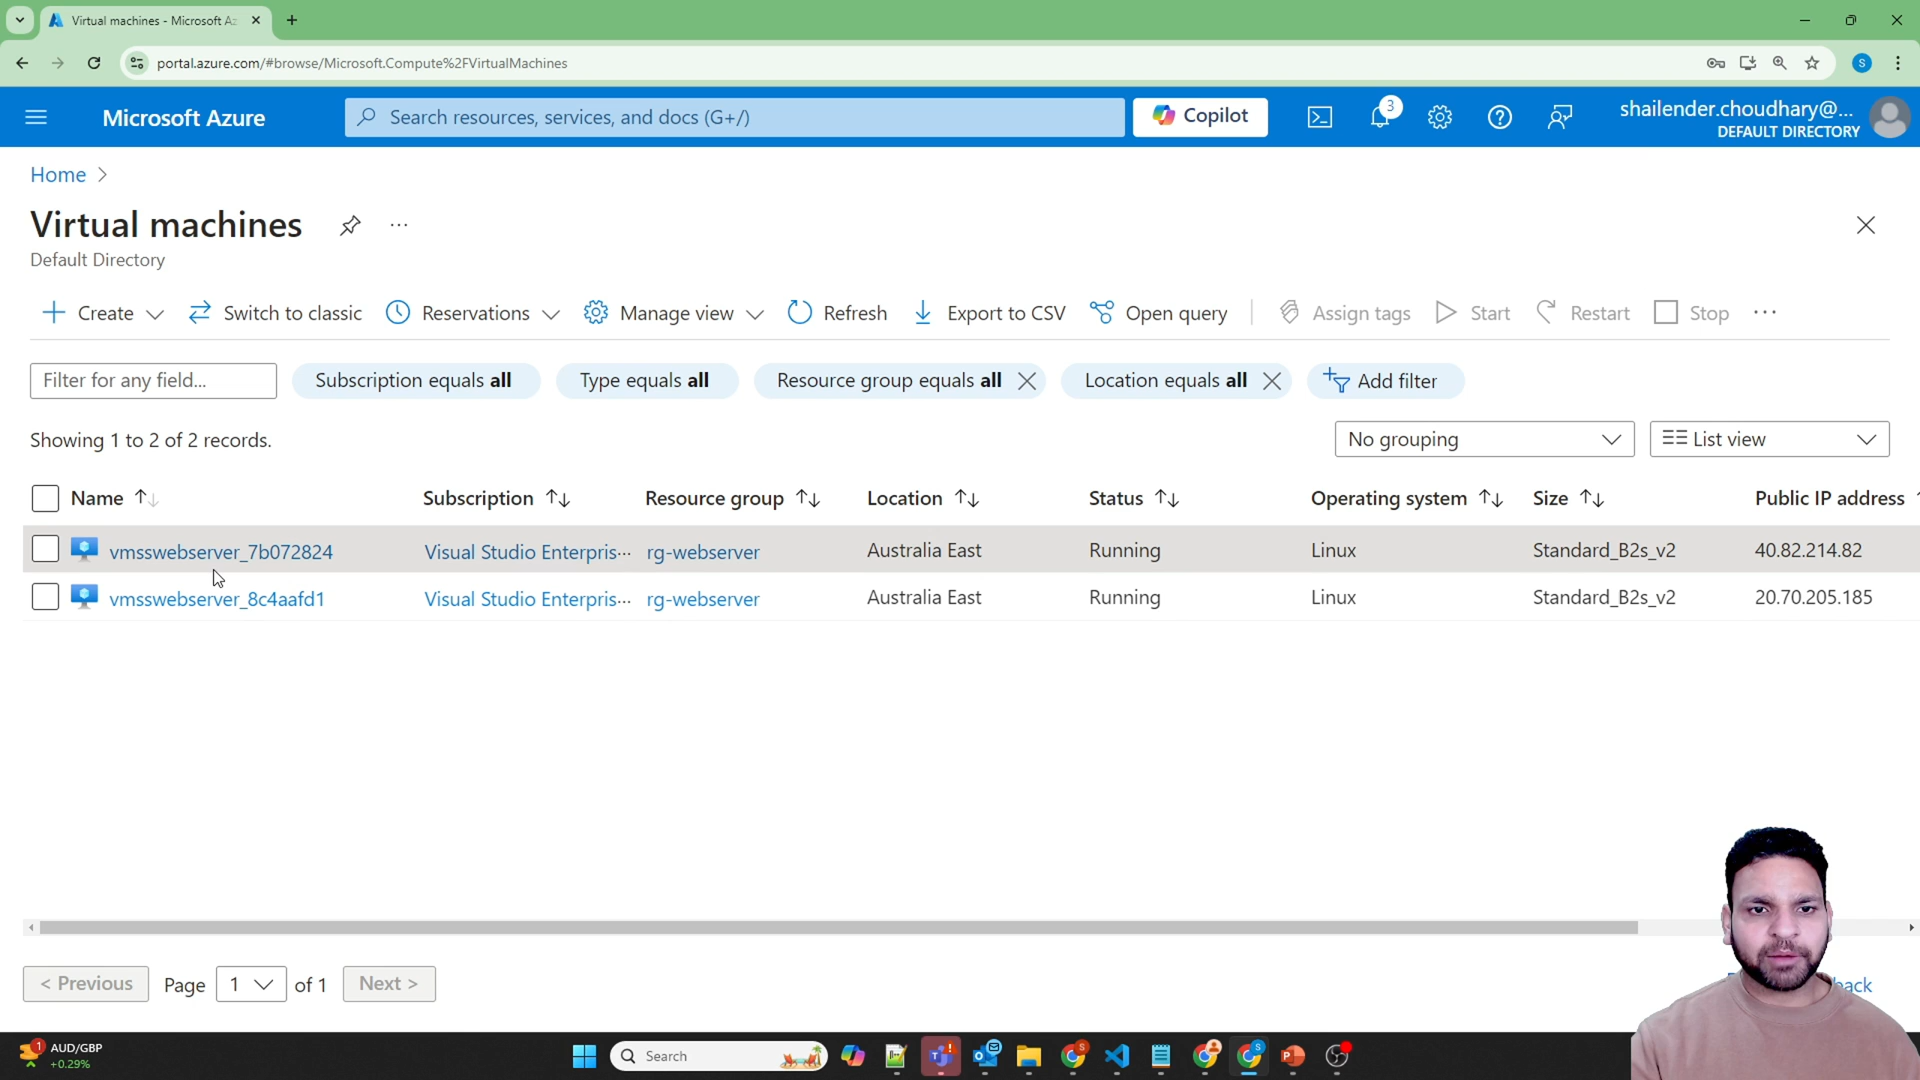 Virtual machines - Microsoft Az
portal.azure.com/#browse/Microsoft.Compute%2FVirtualMachines
S
Microsoft Azure
Search resources, services, and docs (G+/)
Copilot
3
shailender.choudhary@...
DEFAULT DIRECTORY
Home
Virtual machines
Default Directory
Create
Switch to classic
Reservations
Manage view
Refresh
Export to CSV
Open query
Assign tags
Start
Restart
Stop
Filter for any field...
Subscription equals all
Type equals all
Resource group equals all
Location equals all
Add filter
Showing 1 to 2 of 2 records.
No grouping
List view
Name Subscription Resource group Location Status Operating system Size Public IP address
vmsswebserver_7b072824 Visual Studio Enterpris... rg-webserver Australia East Running Linux Standard_B2s_v2 40.82.214.82
vmsswebserver_8c4aafd1 Visual Studio Enterpris... rg-webserver Australia East Running Linux Standard_B2s_v2 20.70.205.185
< Previous Page 1 of 1 Next >
1
AUD/GBP
+0.29%
Search